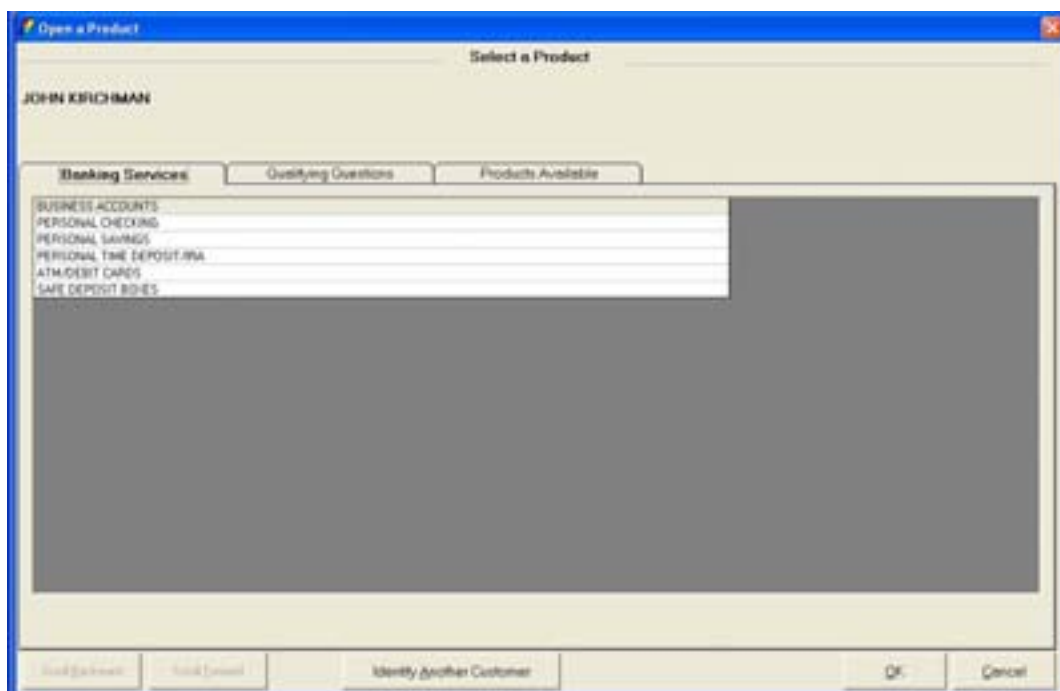 Open a Product
Select a Product
JOHN KIRCHMAN
Banking Services
Qualifying Questions
Products Available
BUSINESS ACCOUNTS
PERSONAL CHECKING
PERSONAL SAVINGS
PERSONAL TIME DEPOSIT/IRA
ATM/DEBIT CARDS
SAFE DEPOSIT BOXES
Identify Another Customer
OK
Cancel